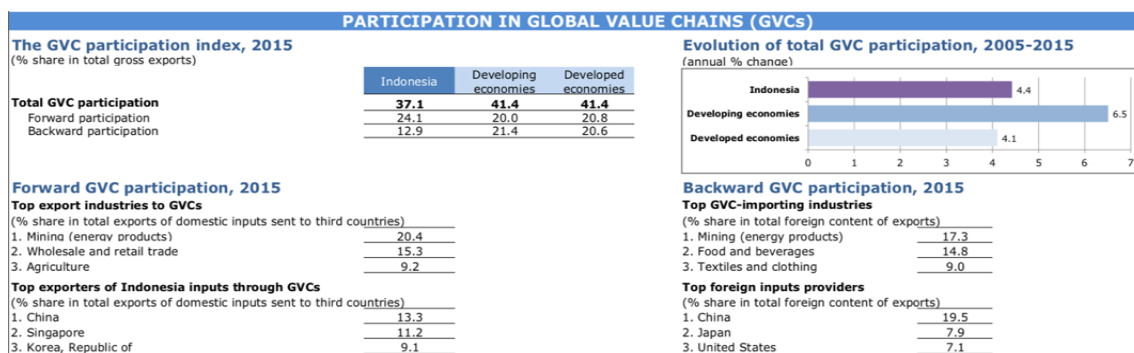 PARTICIPATION IN GLOBAL VALUE CHAINS (GVCs)
The GVC participation index, 2015
(% share in total gross exports)
Indonesia Developing economies Developed economies
Total GVC participation 37.1 41.4 41.4
Forward participation 24.1 20.0 20.8
Backward participation 12.9 21.4 20.6
Evolution of total GVC participation, 2005-2015
(annual % change)
Indonesia 4.4
Developing economies 6.5
Developed economies 4.1
0 1 2 3 4 5 6 7
Forward GVC participation, 2015
Top export industries to GVCs
(% share in total exports of domestic inputs sent to third countries)
1. Mining (energy products) 20.4
2. Wholesale and retail trade 15.3
3. Agriculture 9.2
Top exporters of Indonesia inputs through GVCs
(% share in total exports of domestic inputs sent to third countries)
1. China 13.3
2. Singapore 11.2
3. Korea, Republic of 9.1
Backward GVC participation, 2015
Top GVC-importing industries
(% share in total foreign content of exports)
1. Mining (energy products) 17.3
2. Food and beverages 14.8
3. Textiles and clothing 9.0
Top foreign inputs providers
(% share in total foreign content of exports)
1. China 19.5
2. Japan 7.9
3. United States 7.1